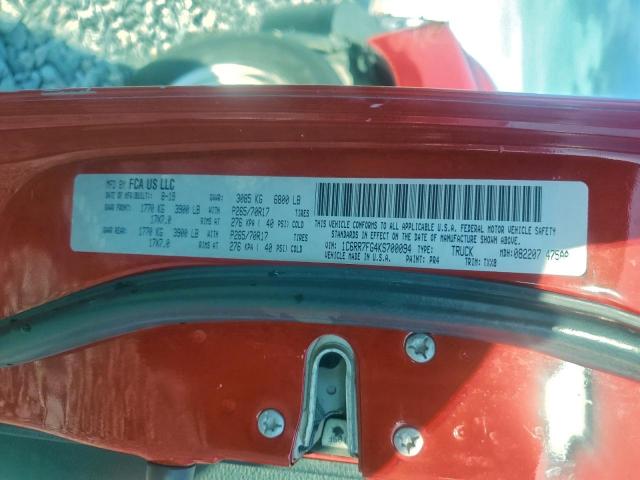 MFD BY FCA US LLC
DATE OF MFR/BUILT: 8-19 GVWR: 3085 KG 6800 LB
GAWR FRONT: 1770 KG 3900 LB WITH P265/70R17 TIRES
17X7.0 RIMS AT 276 KPA( 40 PSI) COLD
GAWR REAR: 1770 KG 3900 LB WITH P265/70R17 TIRES
17X7.0 RIMS AT 276 KPA( 40 PSI) COLD
THIS VEHICLE CONFORMS TO ALL APPLICABLE U.S.A. FEDERAL MOTOR VEHICLE SAFETY
STANDARDS IN EFFECT ON THE DATE OF MANUFACTURE SHOWN ABOVE.
VIN: 1C6RR7FG4KS700094 TYPE: TRUCK MDH: 082207 475AA
VEHICLE MADE IN U.S.A. PAINT: PR4 TRIM: TXX8